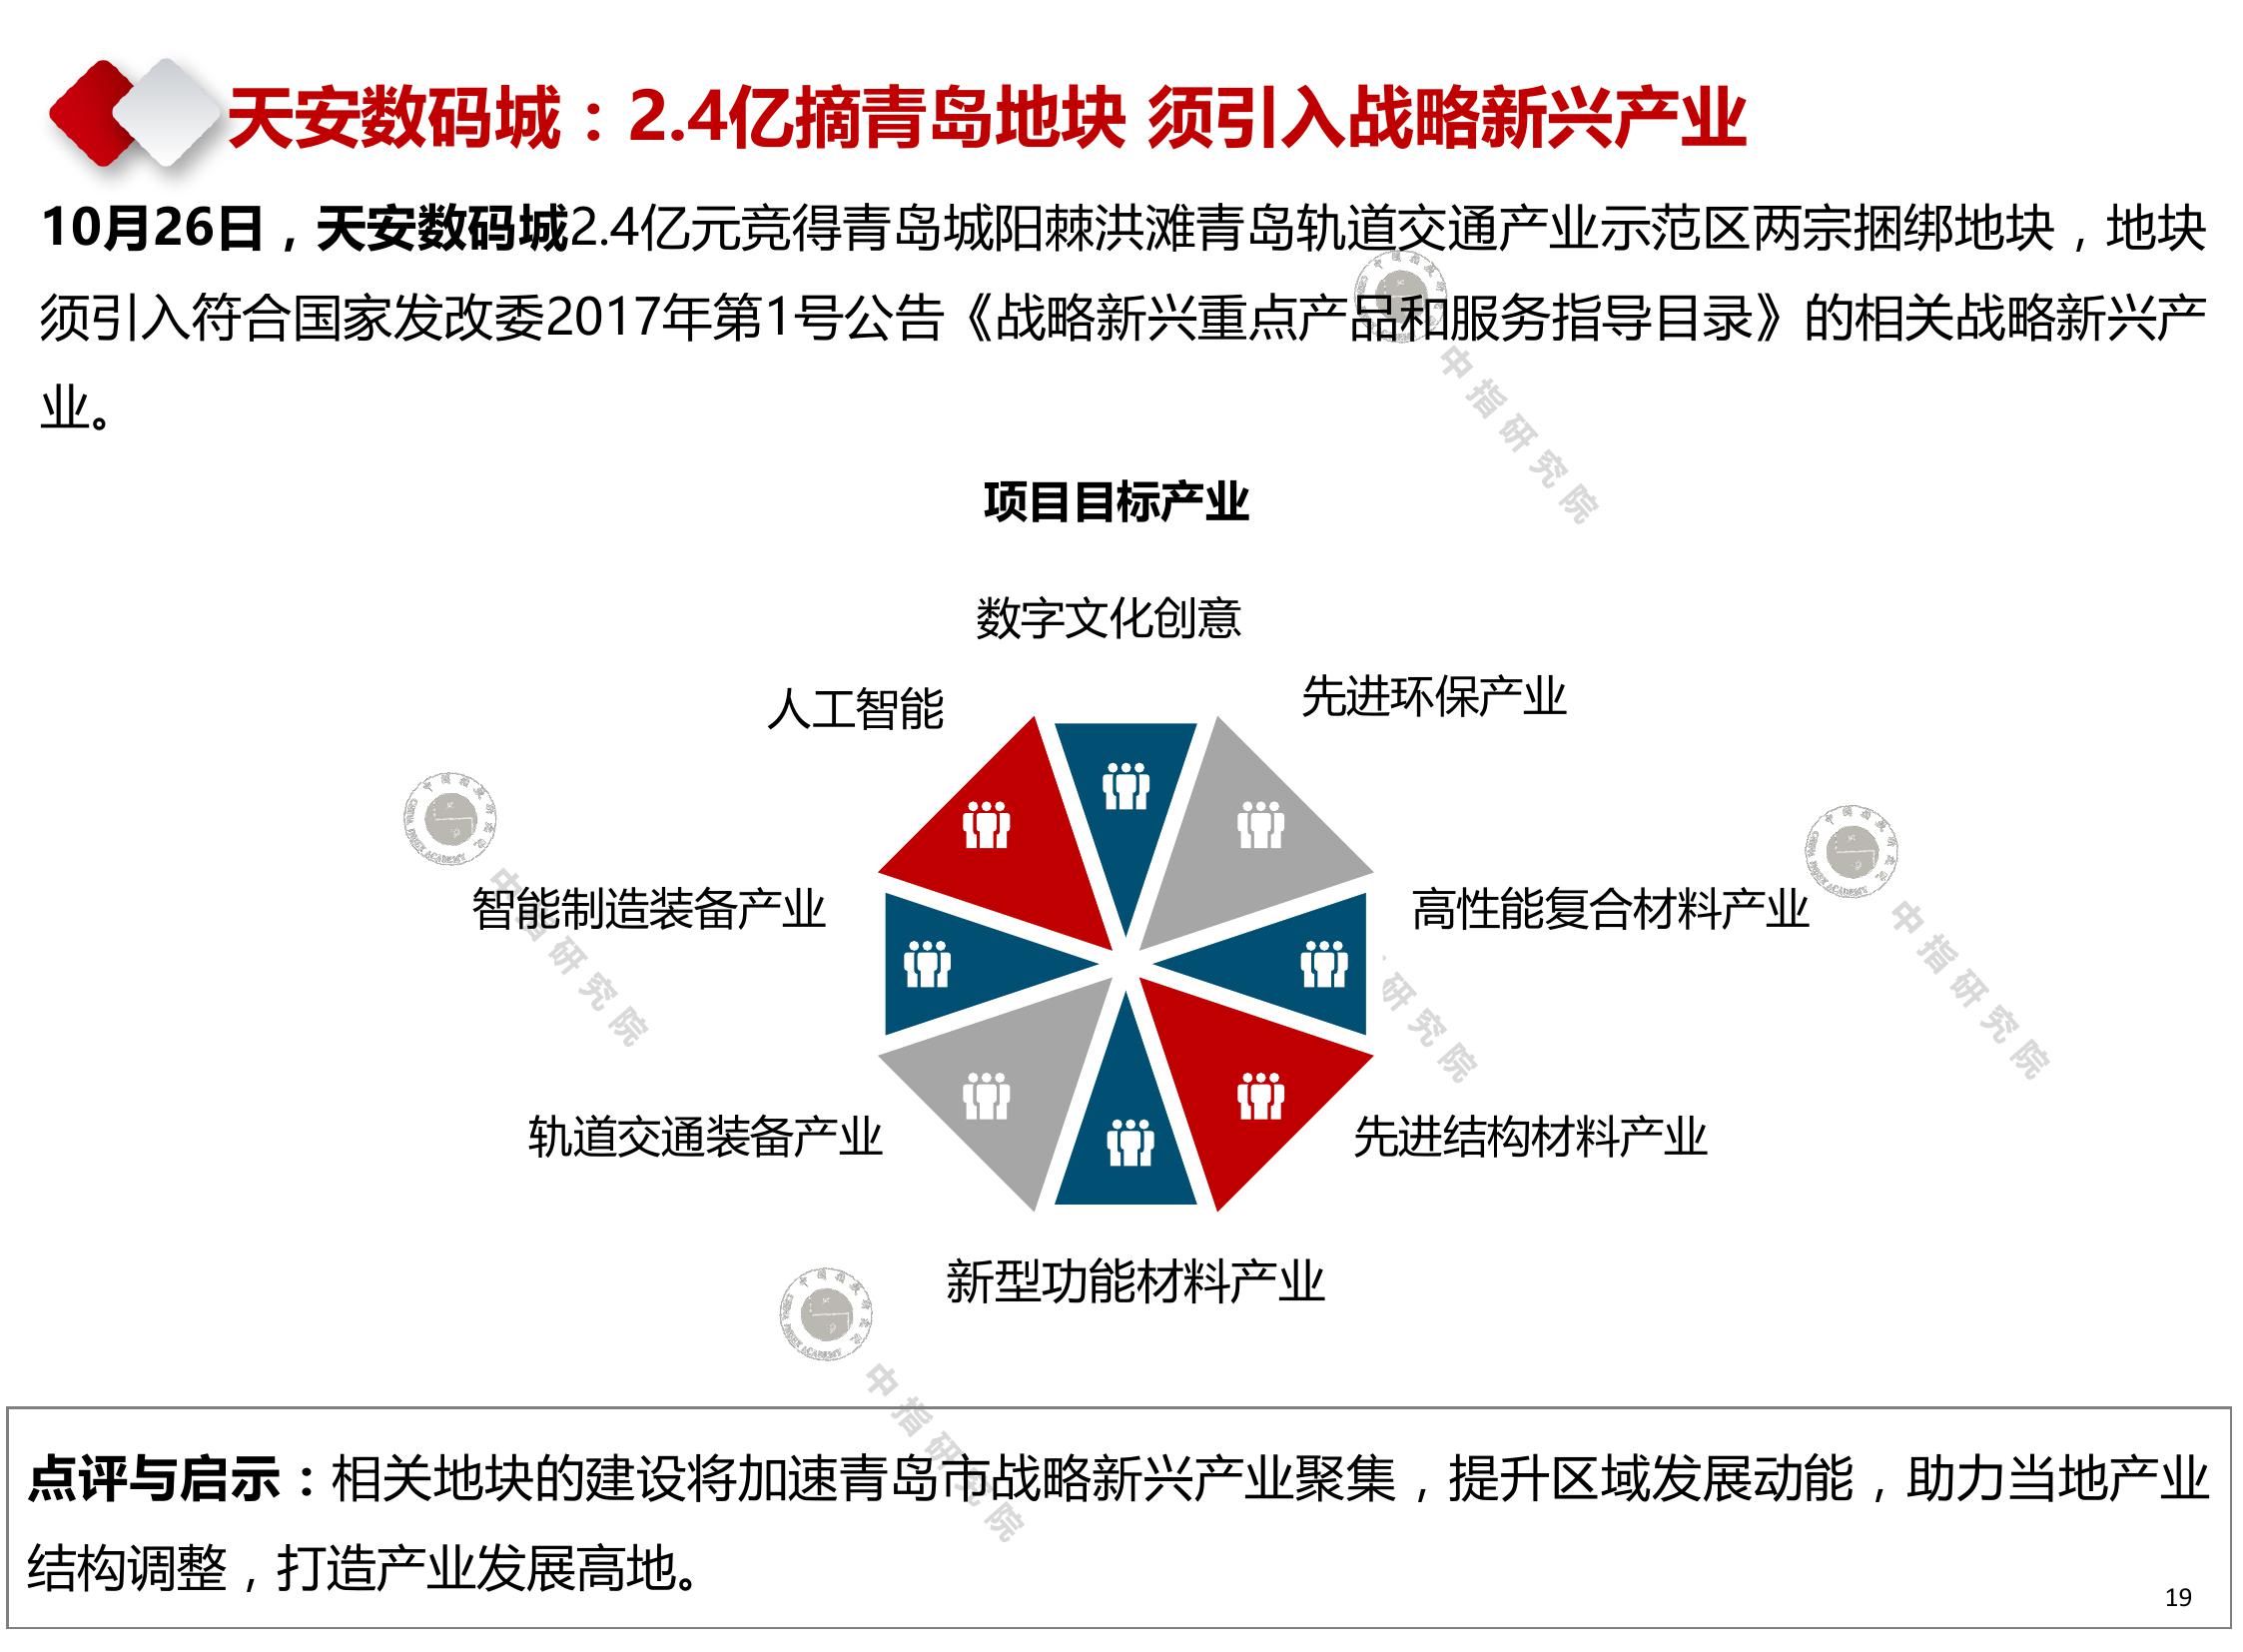 天安数码城：2.4亿摘青岛地块 须引入战略新兴产业
10月26日，天安数码城2.4亿元竞得青岛城阳棘洪滩青岛轨道交通产业示范区两宗捆绑地块，地块
须引入符合国家发改委2017年第1号公告《战略新兴重点产品和服务指导目录》的相关战略新兴产
业。
项目目标产业
数字文化创意
人工智能
先进环保产业
智能制造装备产业
高性能复合材料产业
轨道交通装备产业
先进结构材料产业
新型功能材料产业
中指研究院
中指研究院
研究院
中指研究院
中指研究院
点评与启示：相关地块的建设将加速青岛市战略新兴产业聚集，提升区域发展动能，助力当地产业
结构调整，打造产业发展高地。
19